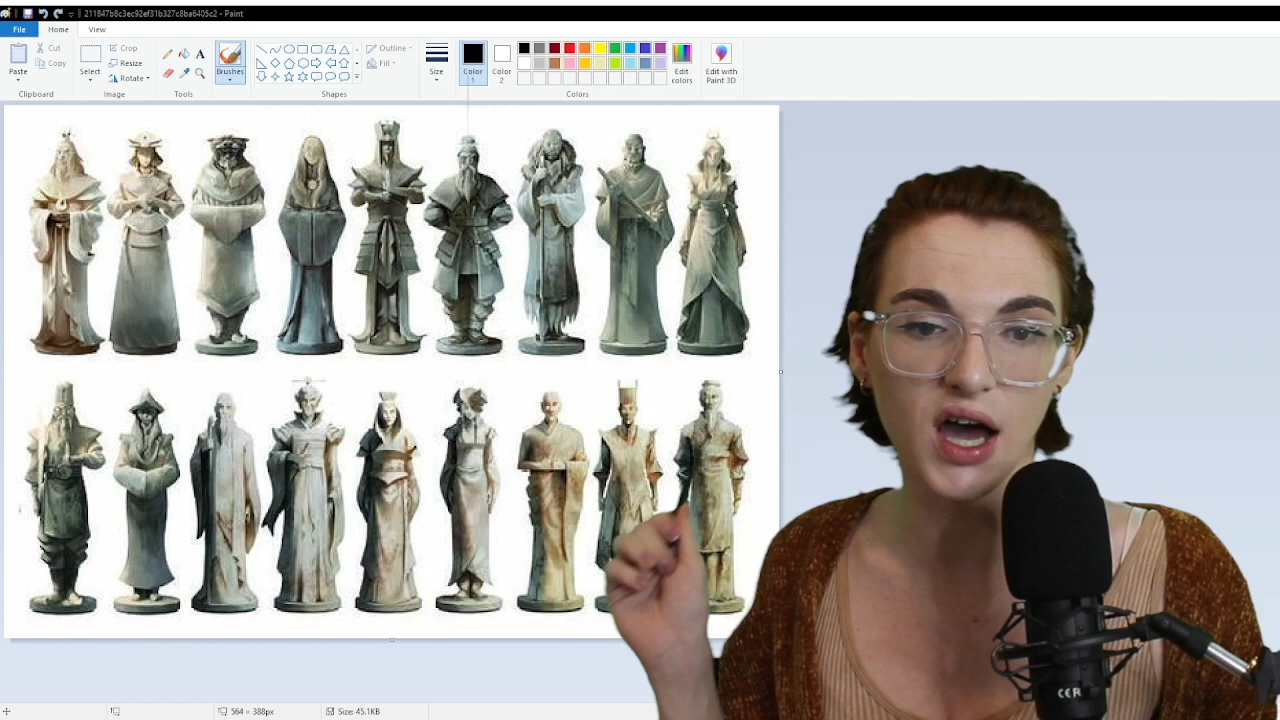 211847b8c3ec92ef31b327c8ba6405c2 - Paint
File Home View
Paste Cut Copy Clipboard
Select Crop Resize Rotate Image
Tools
Brushes
Shapes
Outline Fill
Size
Color 1
Color 2
Colors
Edit colors
Edit with Paint 3D
564 × 388px
Size: 45.1KB